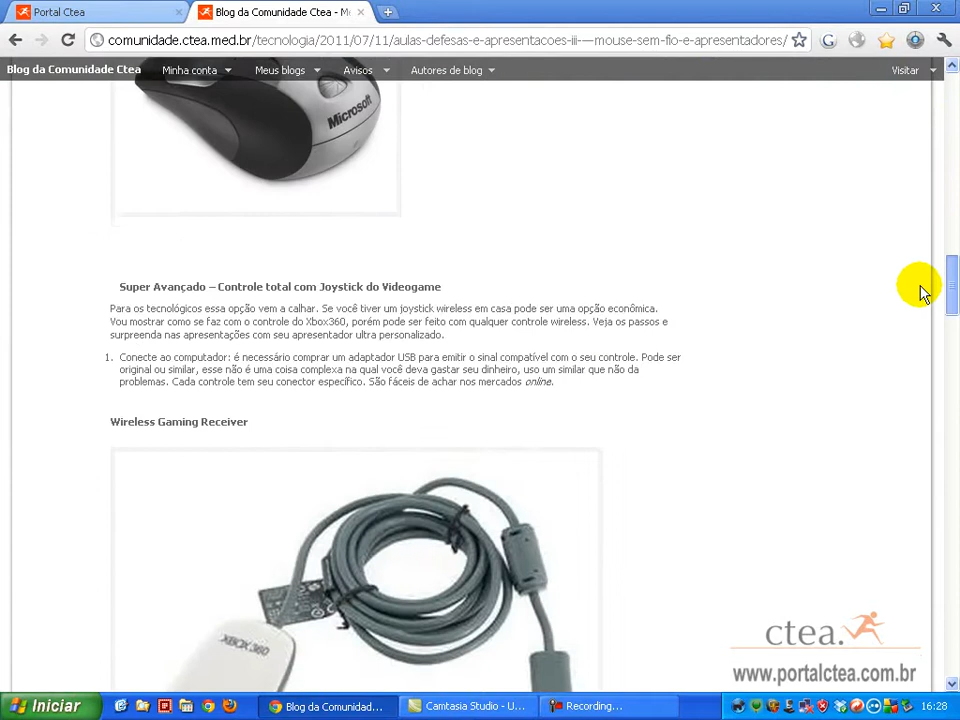 Portal Ctea
Blog da Comunidade Ctea - M
comunidade.ctea.med.br/tecnologia/2011/07/11/aulas-defesas-e-apresentacoes-iii-—mouse-sem-fio-e-apresentadores/
Blog da Comunidade Ctea
Minha conta
Meus blogs
Avisos
Autores de blog
Visitar
Microsoft
Super Avançado – Controle total com Joystick do Videogame
Para os tecnológicos essa opção vem a calhar. Se você tiver um joystick wireless em casa pode ser uma opção econômica.
Vou mostrar como se faz com o controle do Xbox360, porém pode ser feito com qualquer controle wireless. Veja os passos e
surpreenda nas apresentações com seu apresentador ultra personalizado.
1. Conecte ao computador: é necessário comprar um adaptador USB para emitir o sinal compatível com o seu controle. Pode ser
original ou similar, esse não é uma coisa complexa na qual você deva gastar seu dinheiro, uso um similar que não da
problemas. Cada controle tem seu conector específico. São fáceis de achar nos mercados online.
Wireless Gaming Receiver
XBOX 360
ctea.
www.portalctea.com.br
Iniciar
Blog da Comunidad...
Camtasia Studio - U...
Recording...
16:28